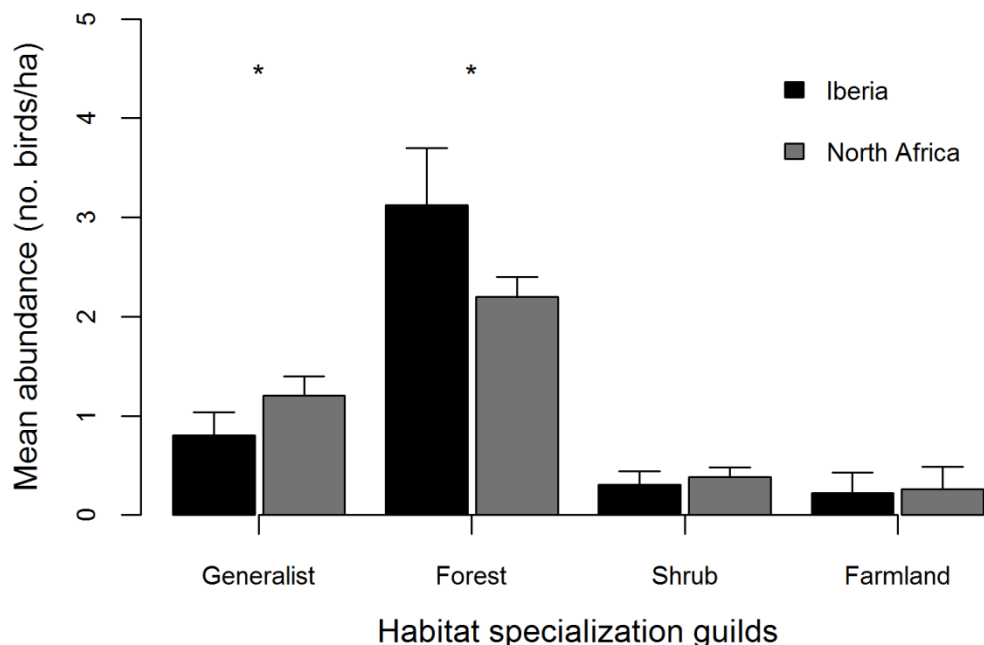 Mean abundance (no. birds/ha)
5
4
3
2
1
0
*
*
Iberia
North Africa
Generalist
Forest
Shrub
Farmland
Habitat specialization guilds